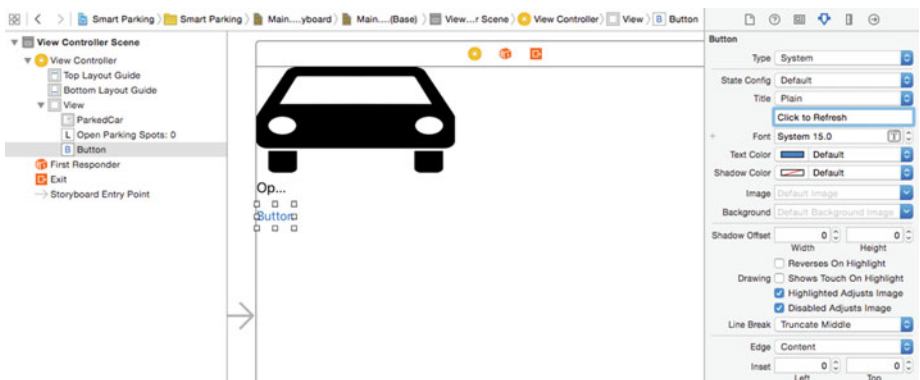 Smart Parking Smart Parking Main....yboard Main....(Base) View...r Scene View Controller View B Button
View Controller Scene
View Controller
Top Layout Guide
Bottom Layout Guide
View
ParkedCar
L Open Parking Spots: 0
B Button
First Responder
Exit
Storyboard Entry Point
Op...
Button
Button
Type System
State Config Default
Title Plain
Click to Refresh
Font System 15.0 T
Text Color Default
Shadow Color Default
Image Default Image
Background Default Background Image
Shadow Offset 0 0
Width Height
Reverses On Highlight
Drawing Shows Touch On Highlight
Highlighted Adjusts Image
Disabled Adjusts Image
Line Break Truncate Middle
Edge Content
Inset 0 0
Left Top